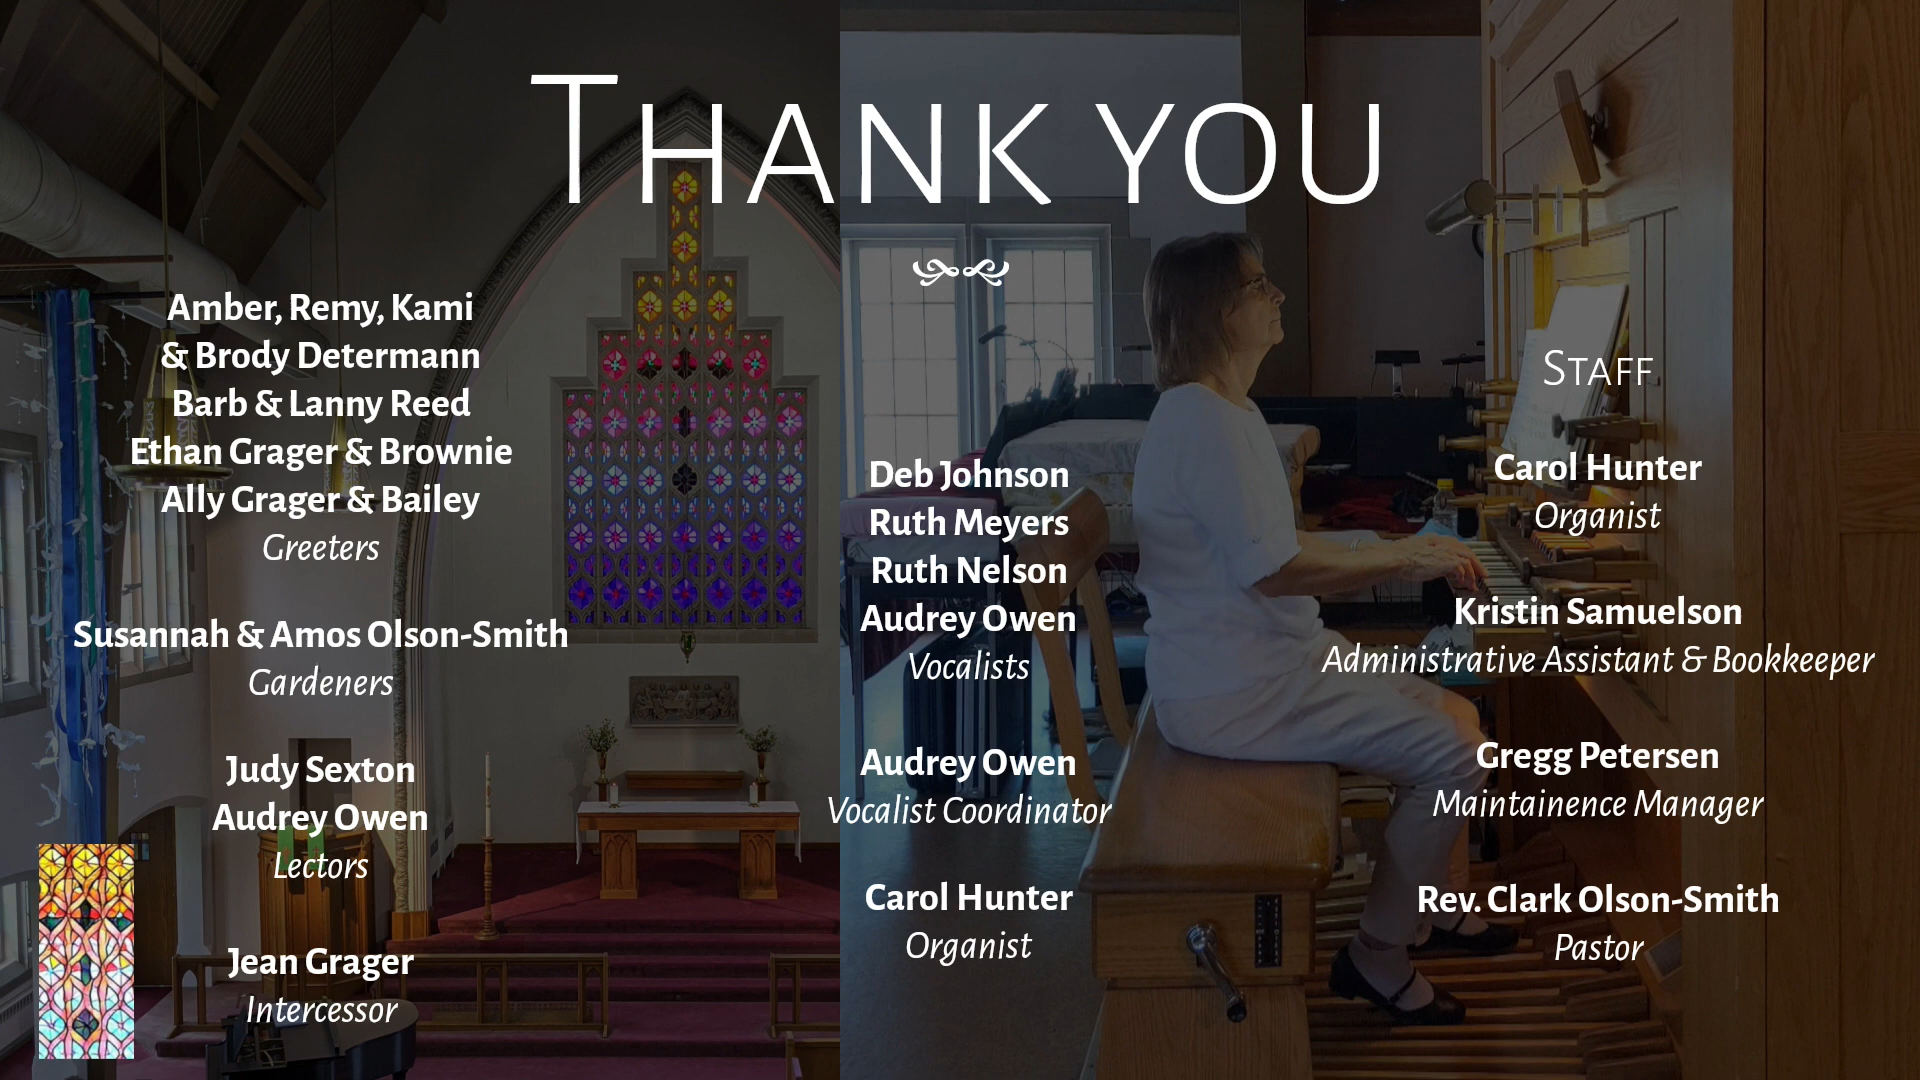 Thank you
Amber, Remy, Kami
& Brody Determann
Barb & Lanny Reed
Ethan Grager & Brownie
Ally Grager & Bailey
Greeters
Susannah & Amos Olson-Smith
Gardeners
Judy Sexton
Audrey Owen
Lectors
Jean Grager
Intercessor
Deb Johnson
Ruth Meyers
Ruth Nelson
Audrey Owen
Vocalists
Audrey Owen
Vocalist Coordinator
Carol Hunter
Organist
Staff
Carol Hunter
Organist
Kristin Samuelson
Administrative Assistant & Bookkeeper
Gregg Petersen
Maintainence Manager
Rev. Clark Olson-Smith
Pastor